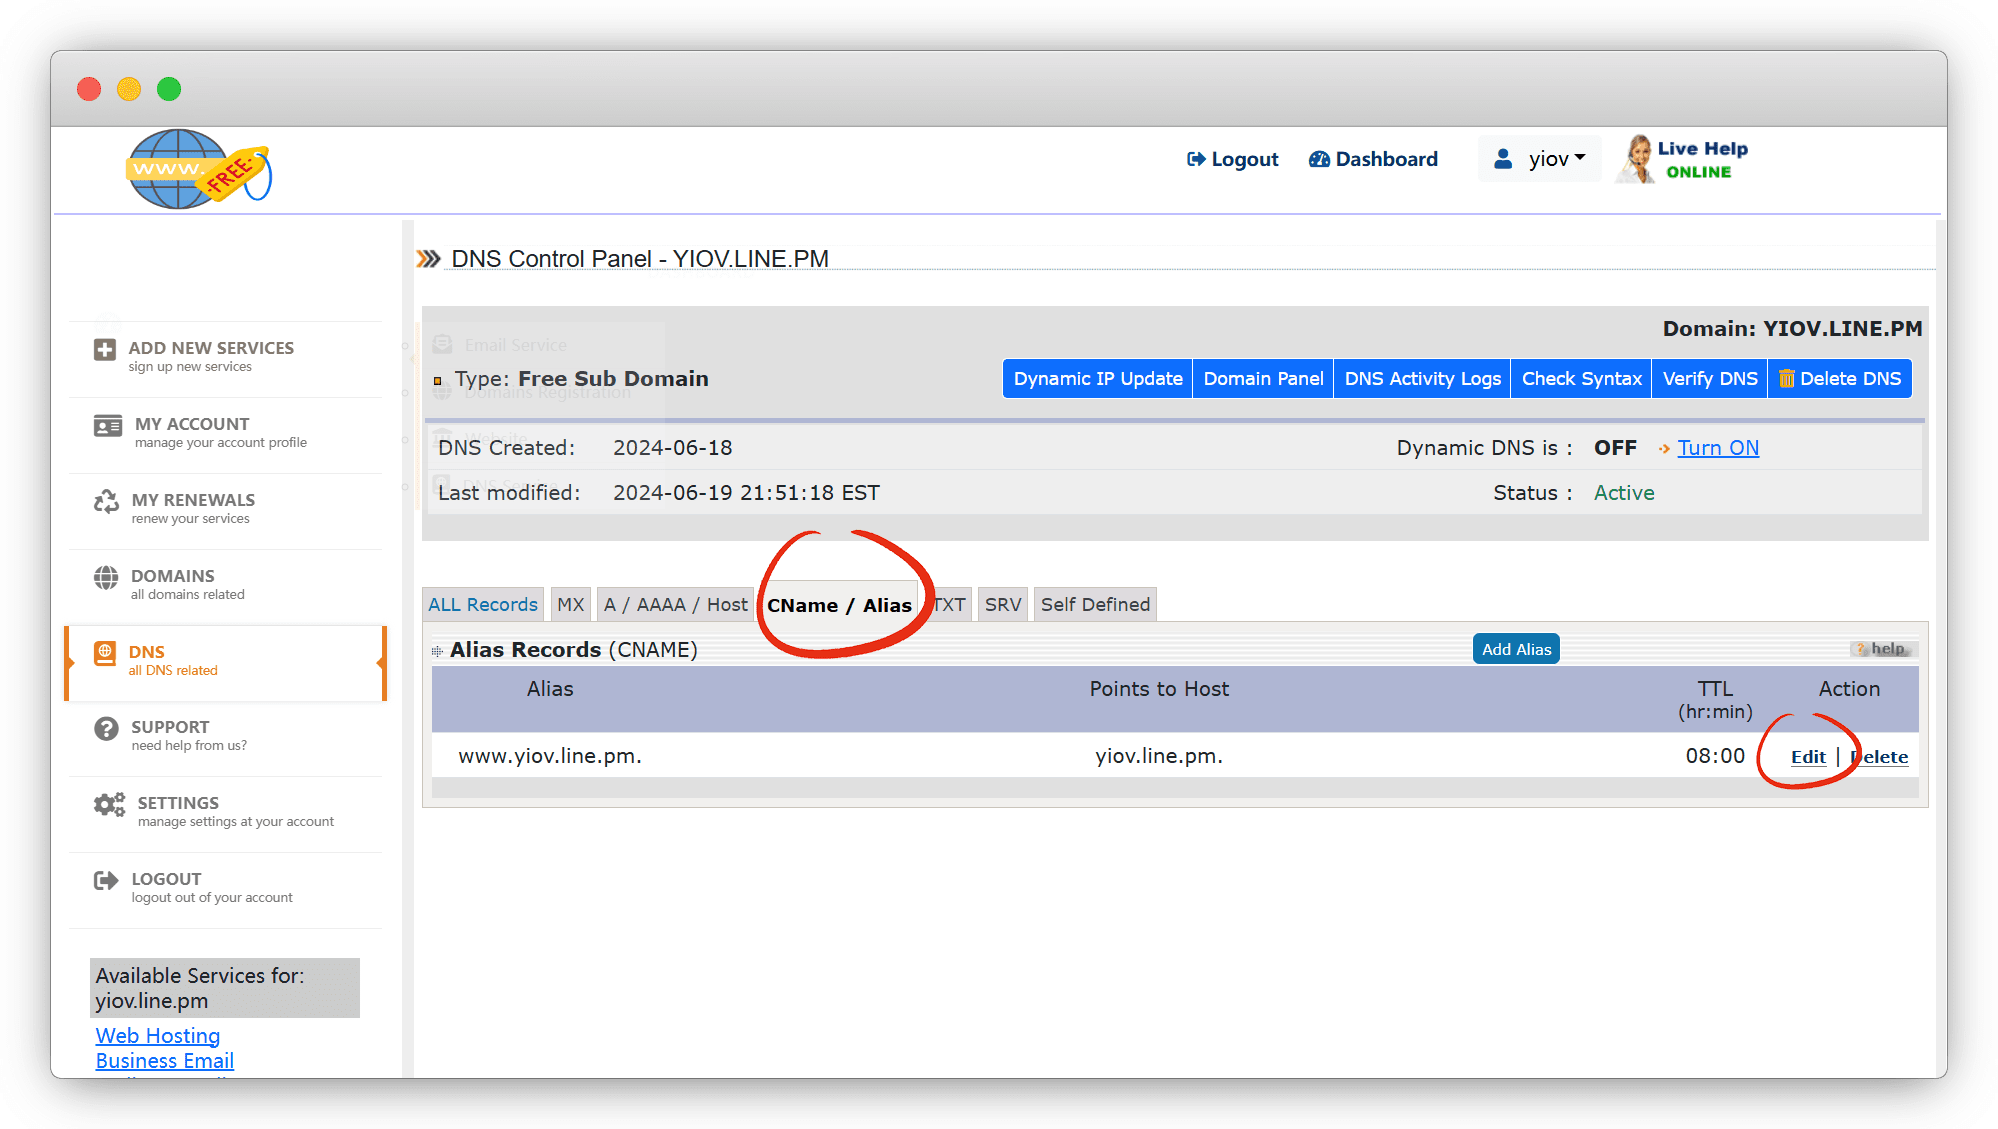 www.
FREE
Logout
Dashboard
yiov
Live Help
ONLINE
DNS Control Panel - YIOV.LINE.PM
ADD NEW SERVICES
sign up new services
MY ACCOUNT
manage your account profile
MY RENEWALS
renew your services
DOMAINS
all domains related
DNS
all DNS related
SUPPORT
need help from us?
SETTINGS
manage settings at your account
LOGOUT
logout out of your account
Available Services for:
yiov.line.pm
Web Hosting
Business Email
Email Service
Domains Registration
Website
DNS Service
Domain: YIOV.LINE.PM
Type: Free Sub Domain
Dynamic IP Update Domain Panel DNS Activity Logs Check Syntax Verify DNS Delete DNS
DNS Created: 2024-06-18 Dynamic DNS is : OFF Turn ON
Last modified: 2024-06-19 21:51:18 EST Status : Active
ALL Records MX A / AAAA / Host CName / Alias TXT SRV Self Defined
Alias Records (CNAME) Add Alias ? help
Alias Points to Host TTL Action
(hr:min)
www.yiov.line.pm. yiov.line.pm. 08:00 Edit | Delete